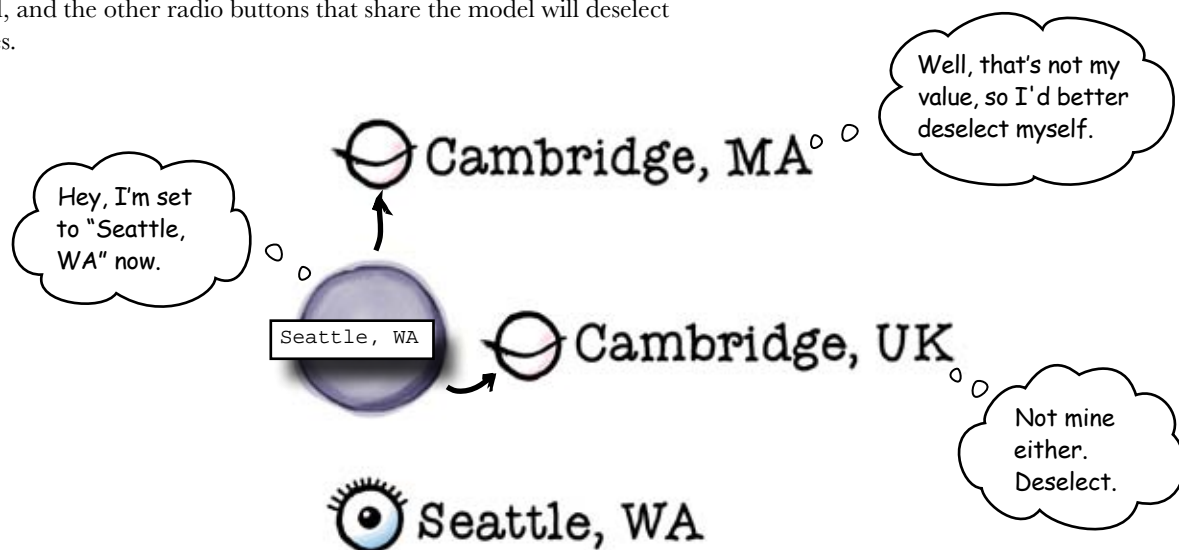 , and the other radio buttons that share the model will deselect
Well, that's not my
value, so I'd better
deselect myself.
Cambridge, MA
Hey, I'm set
to “Seattle,
WA” now.
Seattle, WA
Cambridge, UK
Not mine
either.
Deselect.
Seattle, WA